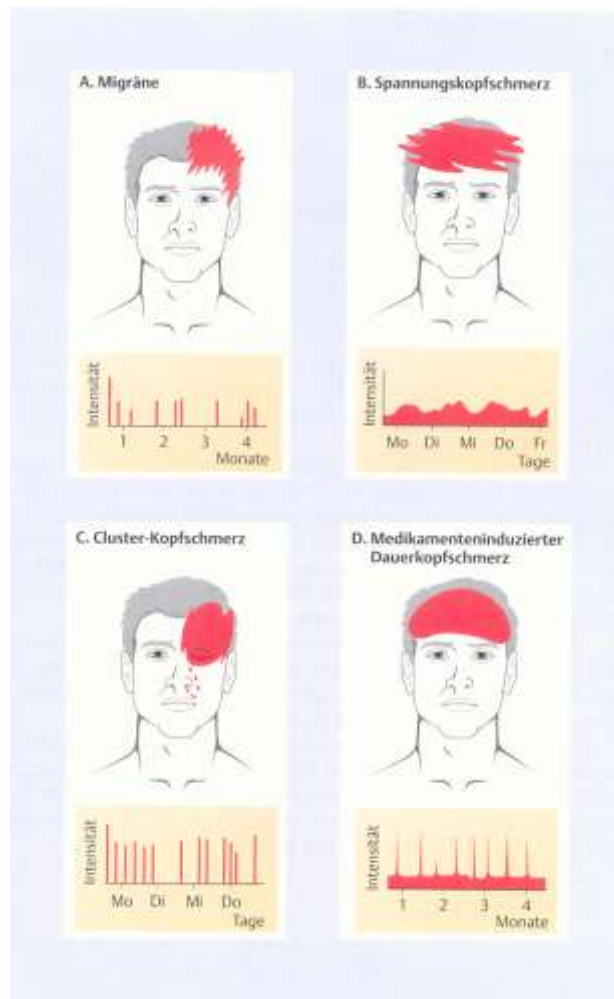 A. Migräne
Intensität
1 2 3 4
Monate
B. Spannungskopfschmerz
Intensität
Mo Di Mi Do Fr
Tage
C. Cluster-Kopfschmerz
Intensität
Mo Di Mi Do
Tage
D. Medikamenteninduzierter
Dauerkopfschmerz
Intensität
1 2 3 4
Monate